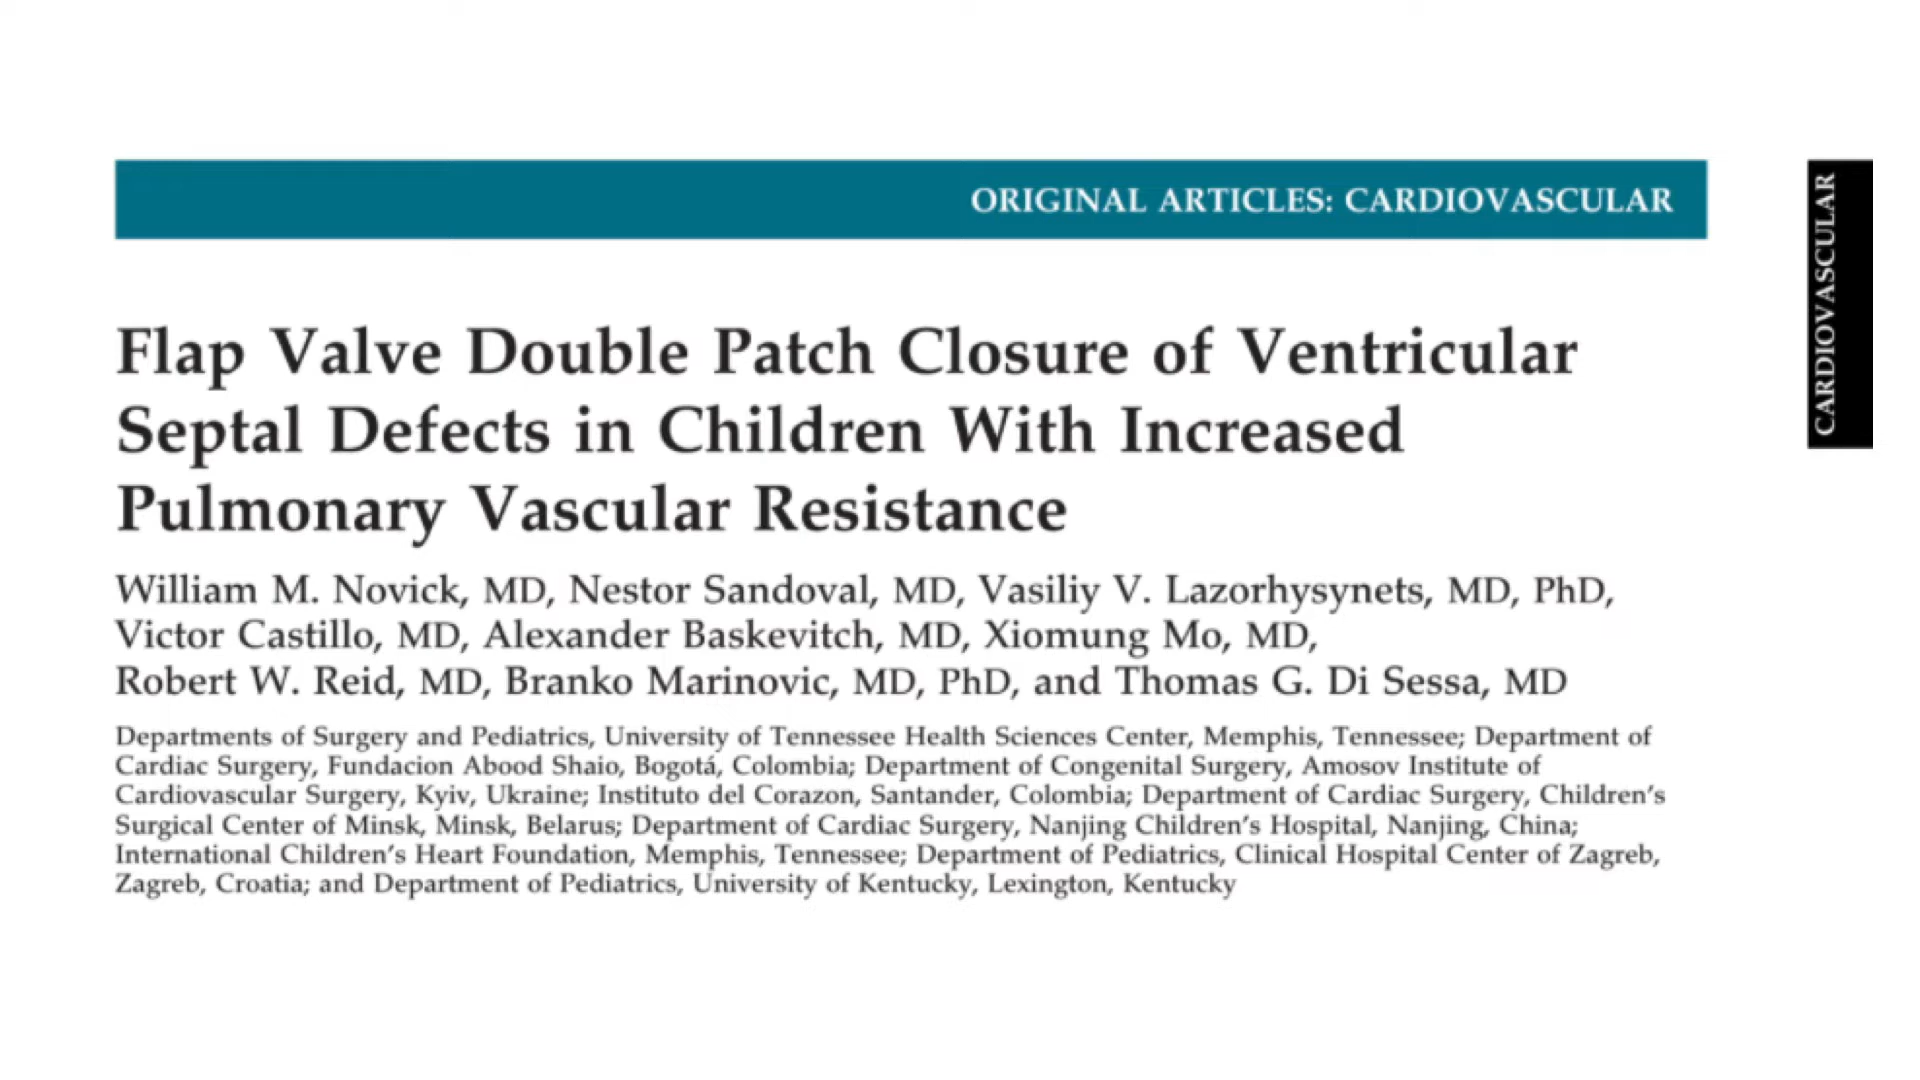 ORIGINAL ARTICLES: CARDIOVASCULAR
CARDIOVASCULAR
Flap Valve Double Patch Closure of Ventricular
Septal Defects in Children With Increased
Pulmonary Vascular Resistance
William M. Novick, MD, Nestor Sandoval, MD, Vasiliy V. Lazorhysynets, MD, PhD,
Victor Castillo, MD, Alexander Baskevitch, MD, Xiomung Mo, MD,
Robert W. Reid, MD, Branko Marinovic, MD, PhD, and Thomas G. Di Sessa, MD
Departments of Surgery and Pediatrics, University of Tennessee Health Sciences Center, Memphis, Tennessee; Department of
Cardiac Surgery, Fundacion Abood Shaio, Bogotá, Colombia; Department of Congenital Surgery, Amosov Institute of
Cardiovascular Surgery, Kyiv, Ukraine; Instituto del Corazon, Santander, Colombia; Department of Cardiac Surgery, Children's
Surgical Center of Minsk, Minsk, Belarus; Department of Cardiac Surgery, Nanjing Children's Hospital, Nanjing, China;
International Children's Heart Foundation, Memphis, Tennessee; Department of Pediatrics, Clinical Hospital Center of Zagreb,
Zagreb, Croatia; and Department of Pediatrics, University of Kentucky, Lexington, Kentucky